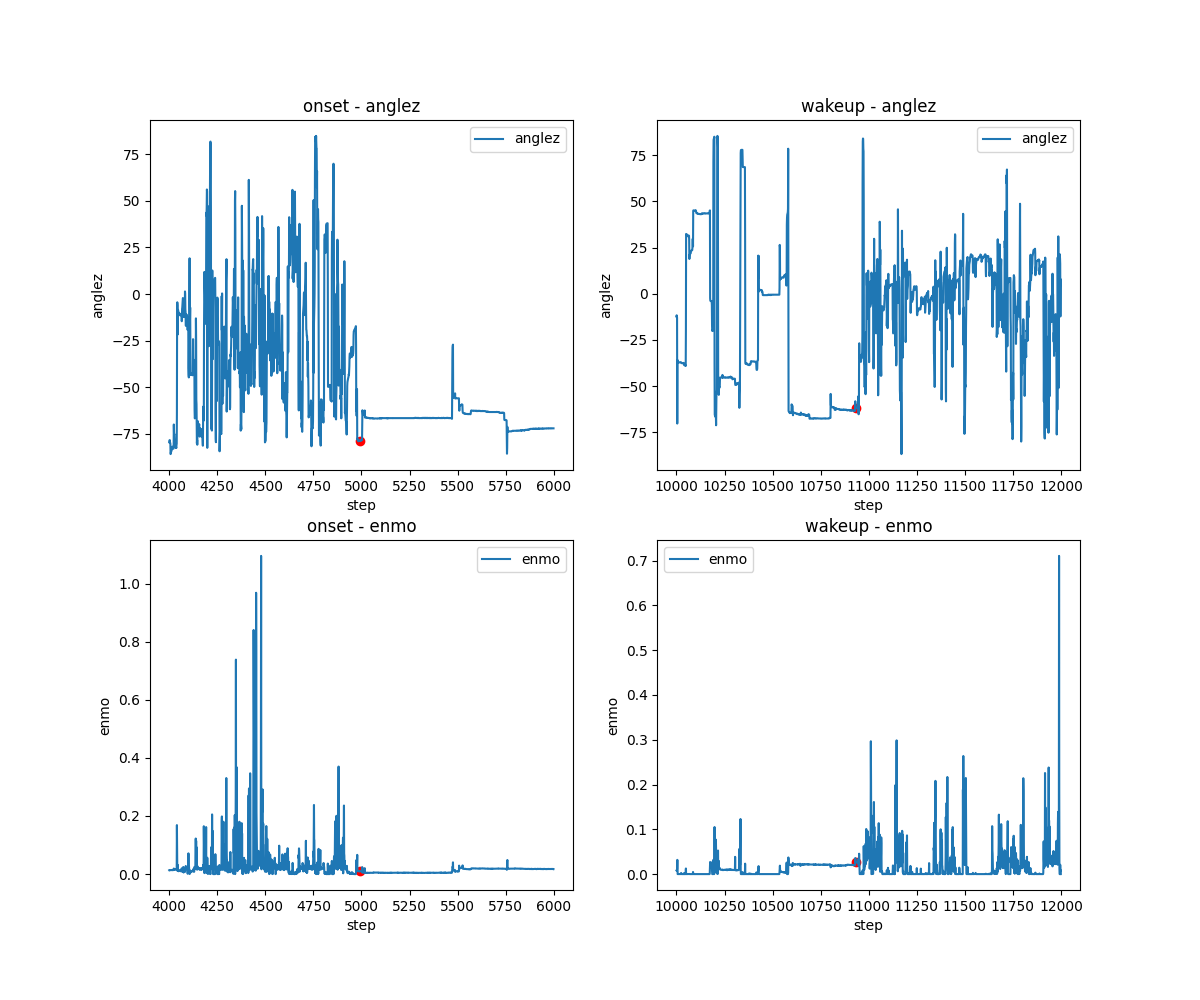 onset - anglez
anglez
75
50
25
0
−25
−50
−75
anglez
4000 4250 4500 4750 5000 5250 5500 5750 6000
step
wakeup - anglez
anglez
75
50
25
0
−25
−50
−75
anglez
10000 10250 10500 10750 11000 11250 11500 11750 12000
step
onset - enmo
enmo
1.0
0.8
0.6
0.4
0.2
0.0
enmo
4000 4250 4500 4750 5000 5250 5500 5750 6000
step
wakeup - enmo
enmo
0.7
0.6
0.5
0.4
0.3
0.2
0.1
0.0
enmo
10000 10250 10500 10750 11000 11250 11500 11750 12000
step